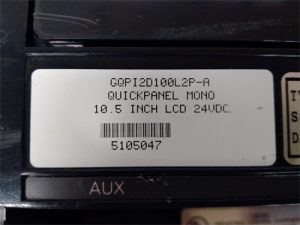 GQPI2D100L2P-A
QUICKPANEL MONO
10.5 INCH LCD 24VDC
5105047
AUX